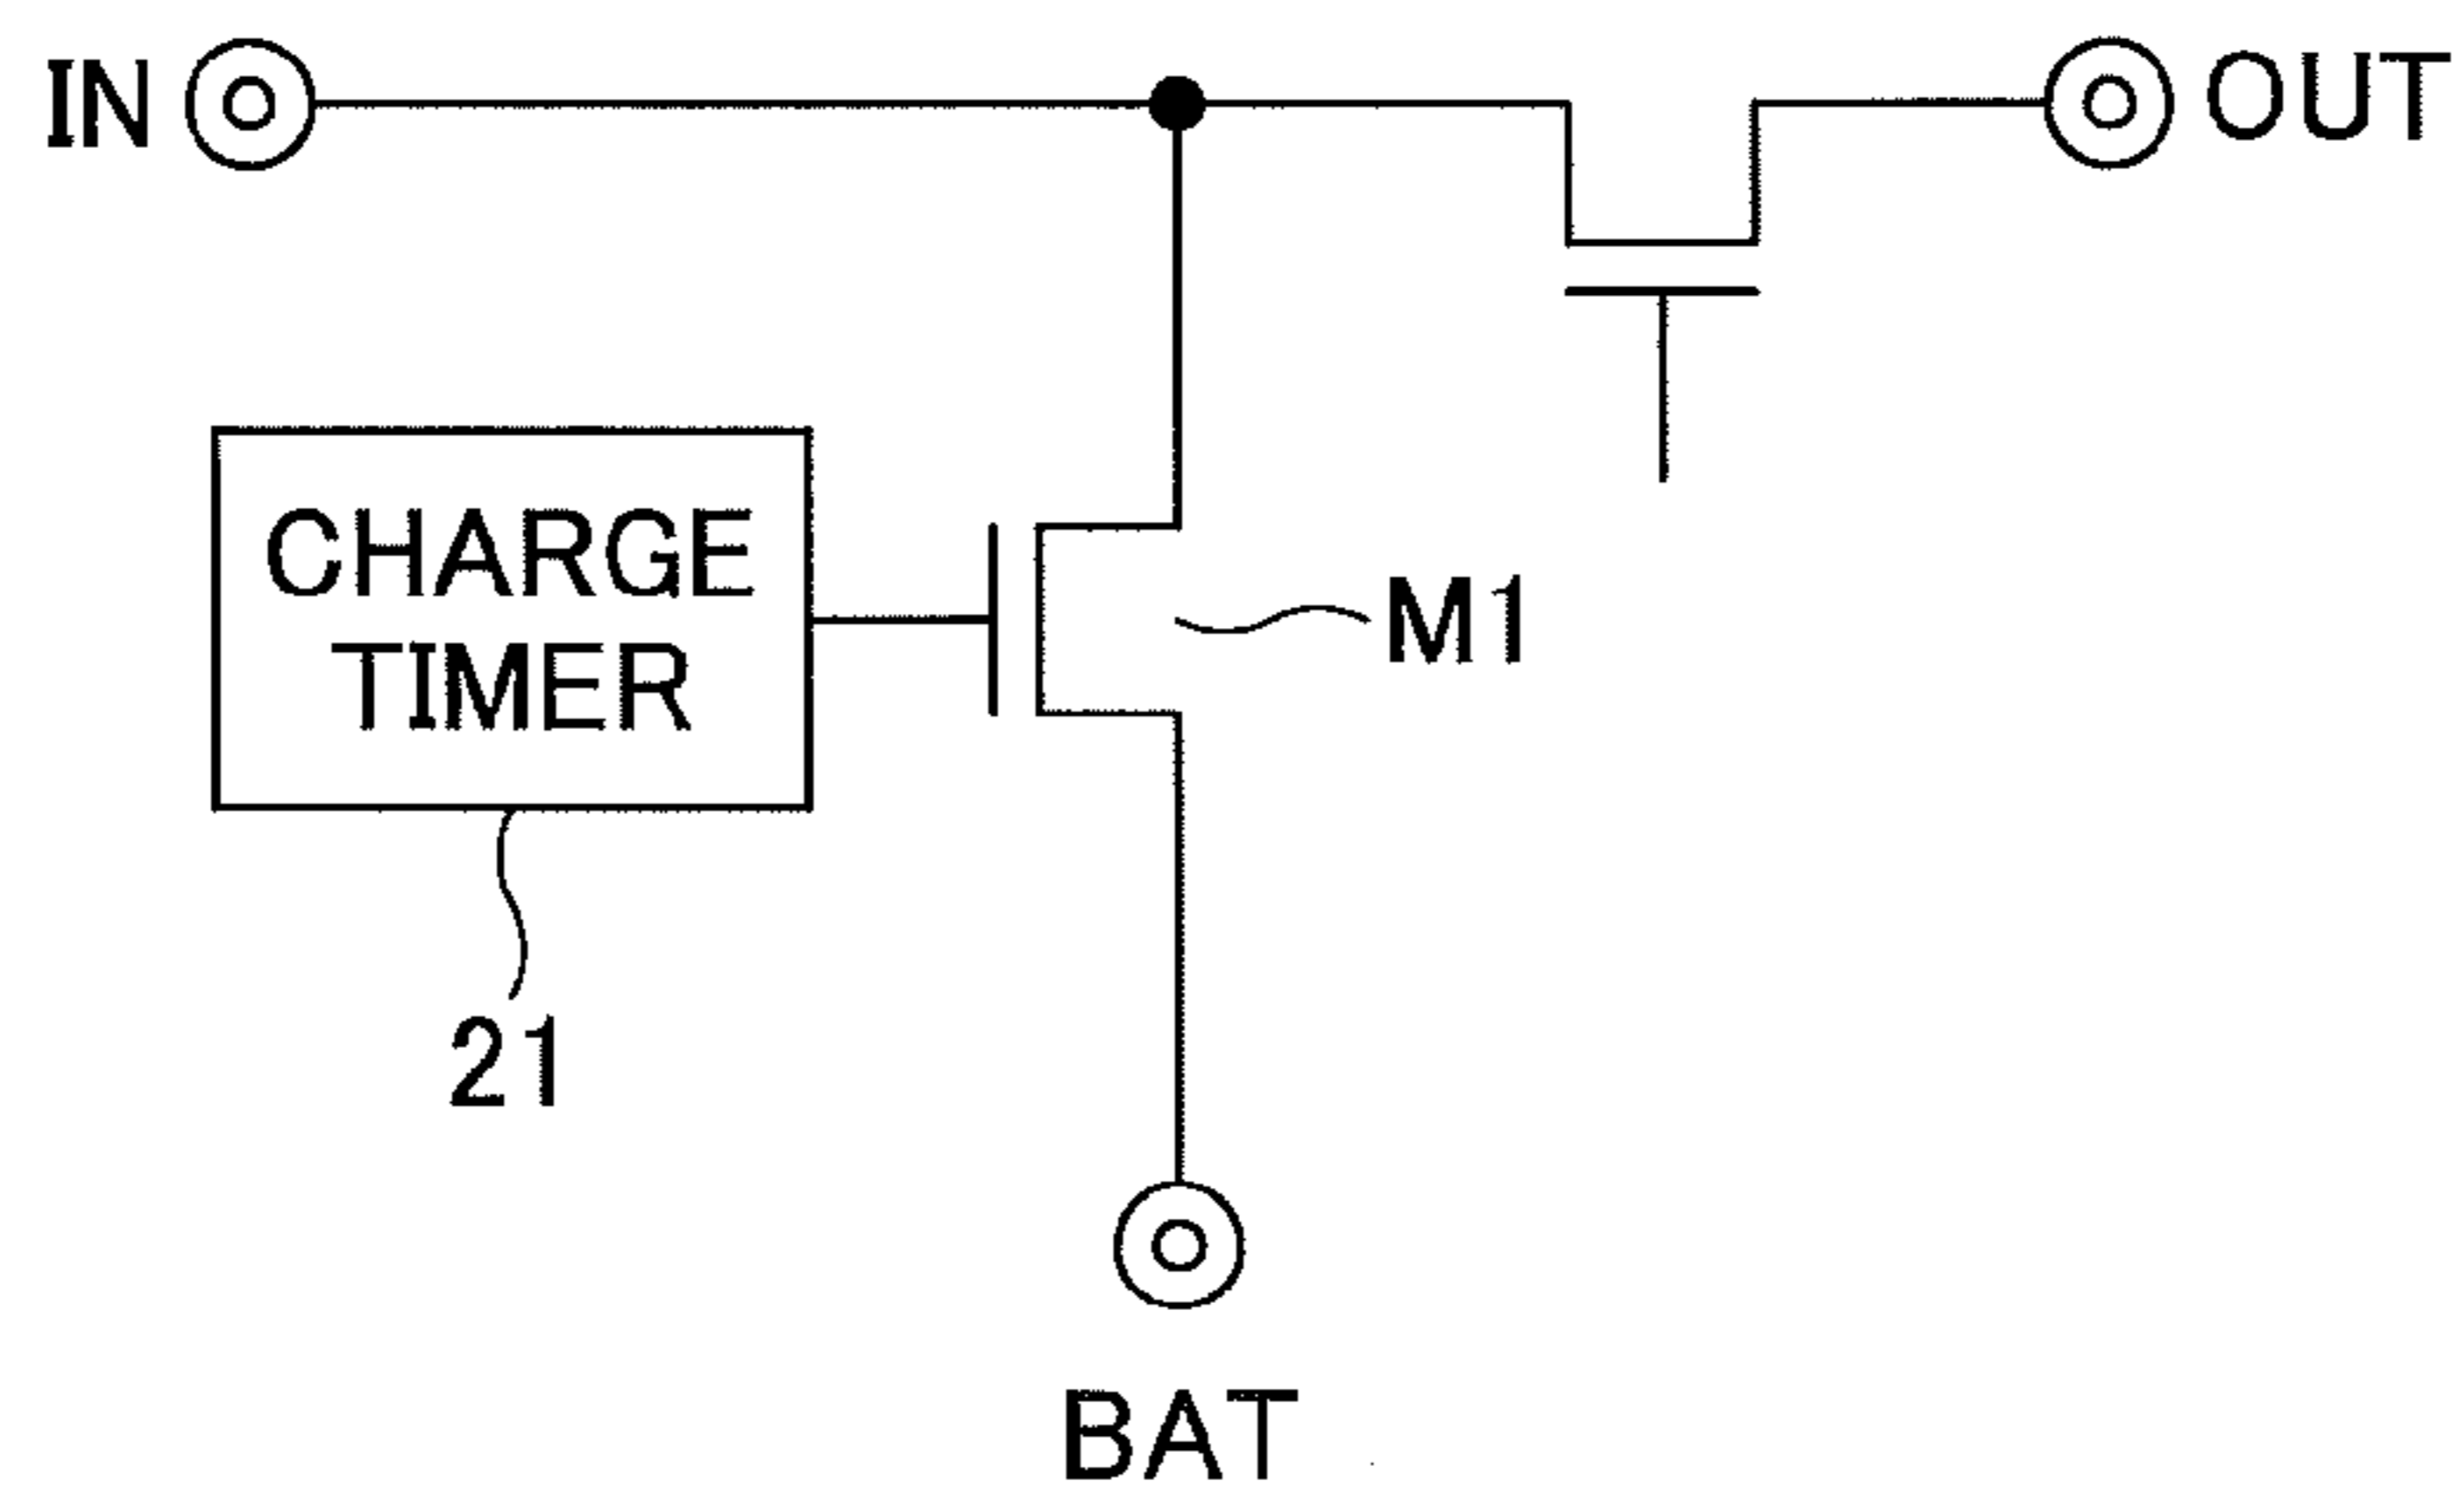 IN
OUT
CHARGE
TIMER
M1
21
BAT